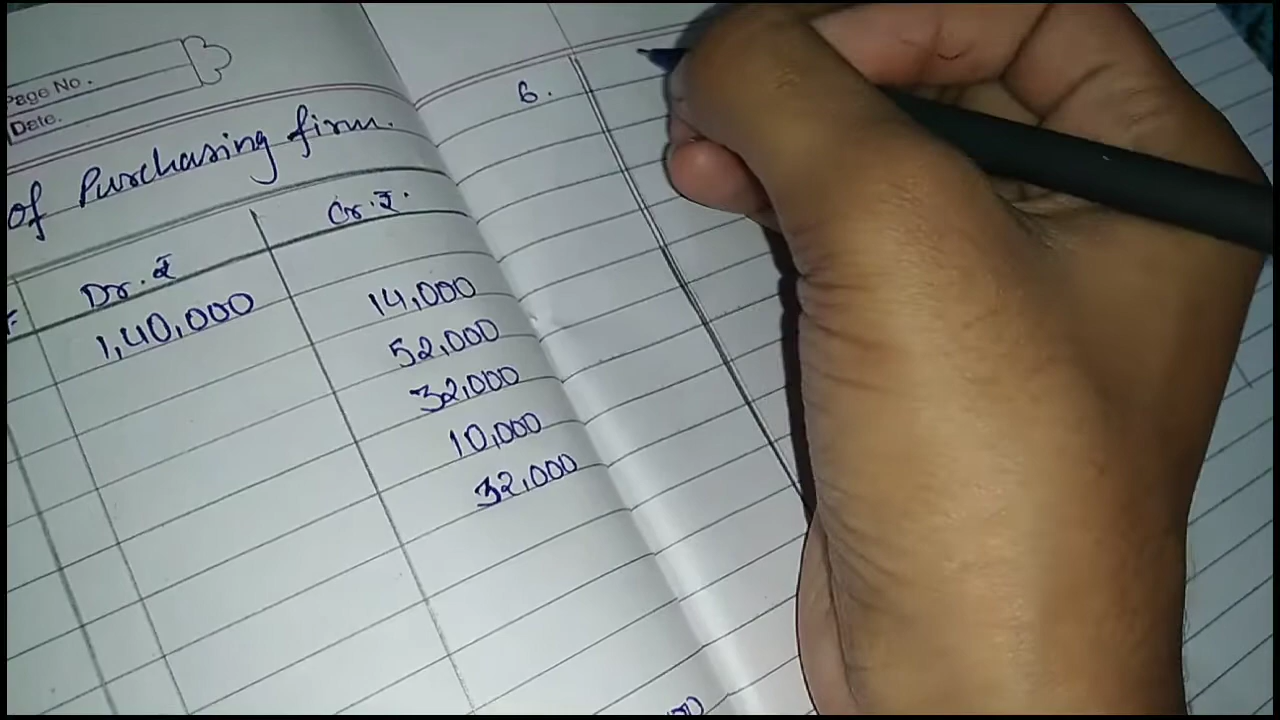 Page No.
Date.
of Purchasing firm.
Dr. ₹
Cr. ₹.
1,40,000
14,000
52,000
32,000
10,000
32,000
6.